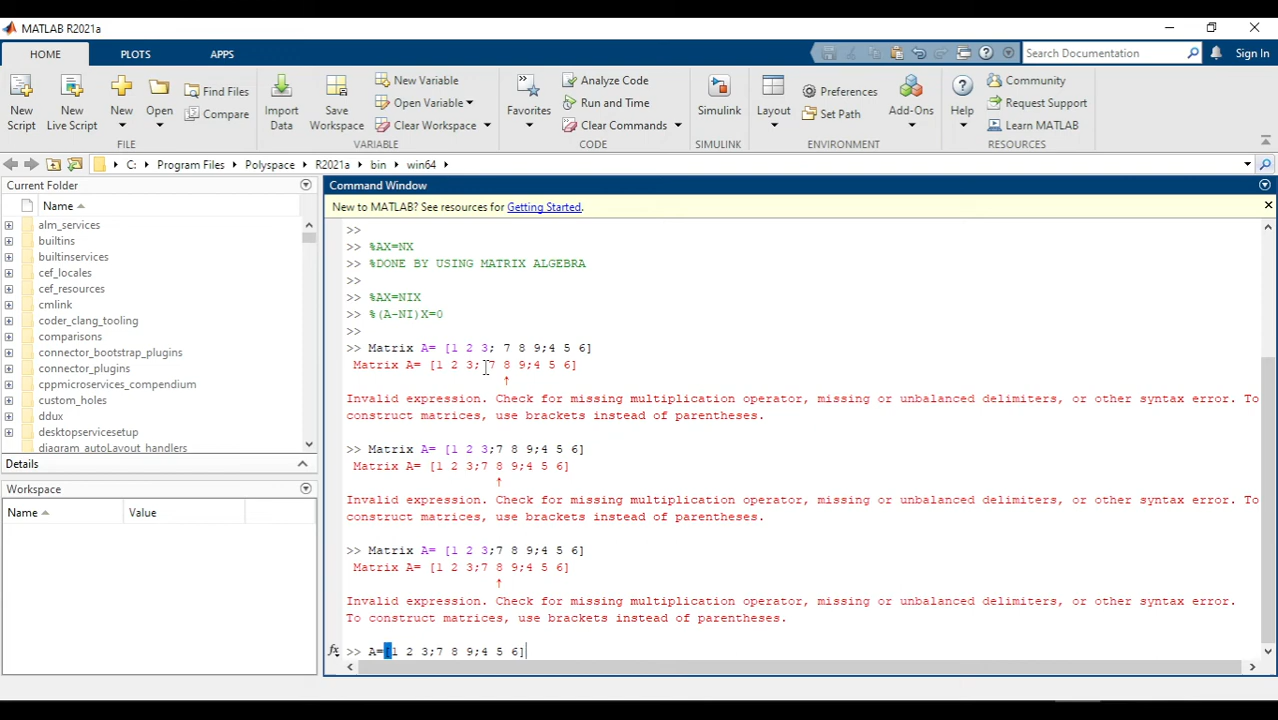 MATLAB R2021a
HOME PLOTS APPS
Search Documentation
Sign In
New Script
New Live Script
New
Open
Find Files
Compare
FILE
Import Data
Save Workspace
New Variable
Open Variable
Clear Workspace
VARIABLE
Favorites
Analyze Code
Run and Time
Clear Commands
CODE
Simulink
SIMULINK
Layout
Preferences
Set Path
Add-Ons
ENVIRONMENT
Help
Community
Request Support
Learn MATLAB
RESOURCES
C: Program Files Polyspace R2021a bin win64
Current Folder
Name
alm_services
builtins
builtinservices
cef_locales
cef_resources
cmlink
coder_clang_tooling
comparisons
connector_bootstrap_plugins
connector_plugins
cppmicroservices_compendium
custom_holes
ddux
desktopservicesetup
diagram_autoLayout_handlers
Details
Workspace
Name Value
Command Window
New to MATLAB? See resources for Getting Started.
>>
>> %AX=NX
>> %DONE BY USING MATRIX ALGEBRA
>>
>> %AX=NIX
>> %(A-NI)X=0
>>
>> Matrix A= [1 2 3; 7 8 9;4 5 6]
Matrix A= [1 2 3; 7 8 9;4 5 6]
↑
Invalid expression. Check for missing multiplication operator, missing or unbalanced delimiters, or other syntax error. To
construct matrices, use brackets instead of parentheses.
>> Matrix A= [1 2 3;7 8 9;4 5 6]
Matrix A= [1 2 3;7 8 9;4 5 6]
↑
Invalid expression. Check for missing multiplication operator, missing or unbalanced delimiters, or other syntax error. To
construct matrices, use brackets instead of parentheses.
>> Matrix A= [1 2 3;7 8 9;4 5 6]
Matrix A= [1 2 3;7 8 9;4 5 6]
↑
Invalid expression. Check for missing multiplication operator, missing or unbalanced delimiters, or other syntax error.
To construct matrices, use brackets instead of parentheses.
fx >> A=[1 2 3;7 8 9;4 5 6]